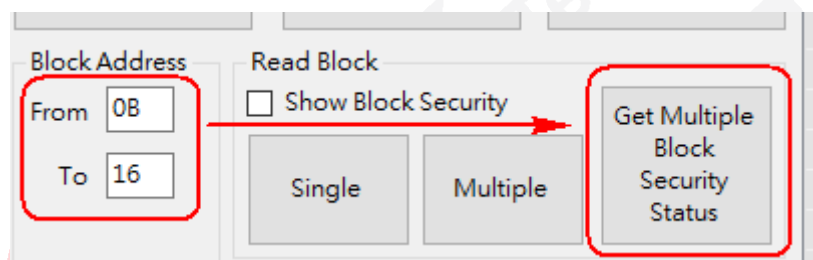 Block Address
From 0B
To 16
Read Block
Show Block Security
Single
Multiple
Get Multiple
Block
Security
Status